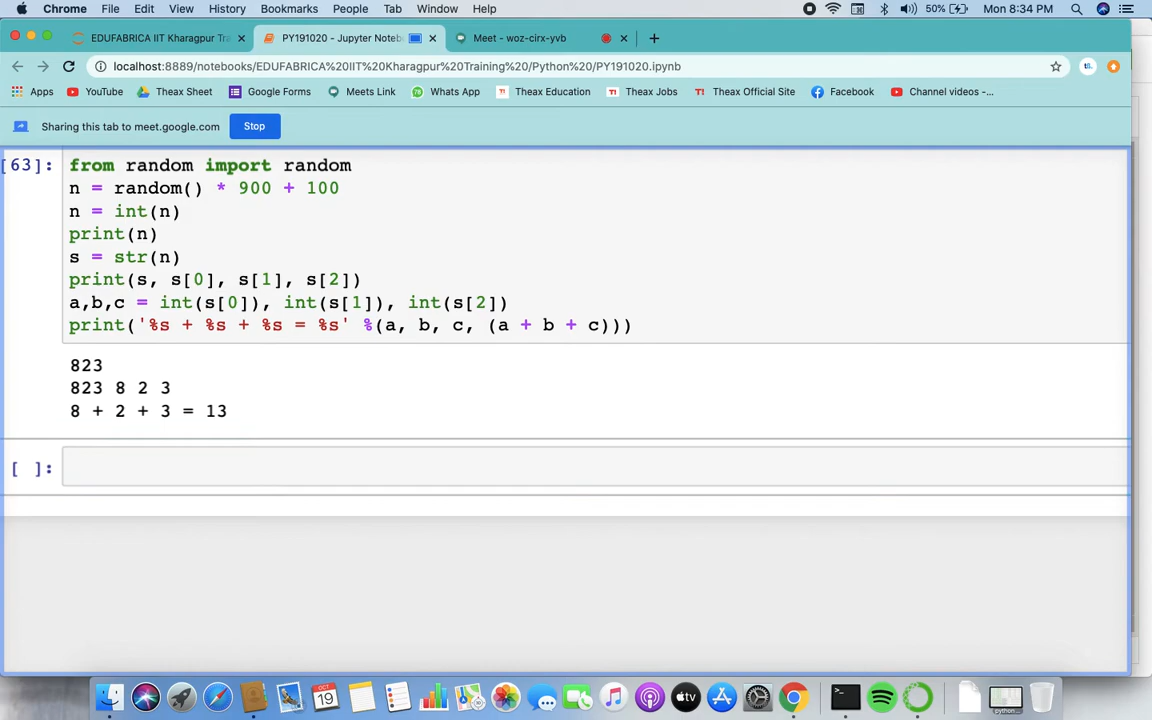 Chrome File Edit View History Bookmarks People Tab Window Help 50% Mon 8:34 PM
EDUFABRICA IIT Kharagpur Tra PY191020 - Jupyter Noteb Meet - woz-cirx-yvb
localhost:8889/notebooks/EDUFABRICA%20IIT%20Kharagpur%20Training%20/Python%20/PY191020.ipynb
Apps YouTube Theax Sheet Google Forms Meets Link Whats App Theax Education Theax Jobs Theax Official Site Facebook Channel videos -...
Sharing this tab to meet.google.com Stop
[63]: from random import random
n = random() * 900 + 100
n = int(n)
print(n)
s = str(n)
print(s, s[0], s[1], s[2])
a,b,c = int(s[0]), int(s[1]), int(s[2])
print('%s + %s + %s = %s' %(a, b, c, (a + b + c)))
823
823 8 2 3
8 + 2 + 3 = 13
[ ]:
OCT
19
tv
python...